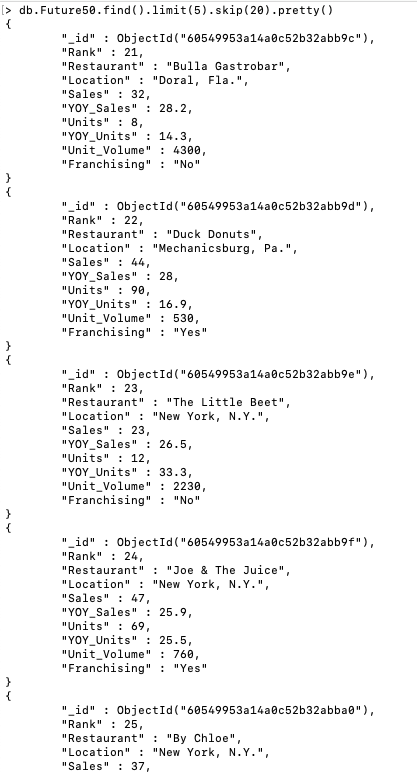 [> db.Future50.find().limit(5).skip(20).pretty()
{
"_id" : ObjectId("60549953a14a0c52b32abb9c"),
"Rank" : 21,
"Restaurant" : "Bulla Gastrobar",
"Location" : "Doral, Fla.",
"Sales" : 32,
"YOY_Sales" : 28.2,
"Units" : 8,
"YOY_Units" : 14.3,
"Unit_Volume" : 4300,
"Franchising" : "No"
}
{
"_id" : ObjectId("60549953a14a0c52b32abb9d"),
"Rank" : 22,
"Restaurant" : "Duck Donuts",
"Location" : "Mechanicsburg, Pa.",
"Sales" : 44,
"YOY_Sales" : 28,
"Units" : 90,
"YOY_Units" : 16.9,
"Unit_Volume" : 530,
"Franchising" : "Yes"
}
{
"_id" : ObjectId("60549953a14a0c52b32abb9e"),
"Rank" : 23,
"Restaurant" : "The Little Beet",
"Location" : "New York, N.Y.",
"Sales" : 23,
"YOY_Sales" : 26.5,
"Units" : 12,
"YOY_Units" : 33.3,
"Unit_Volume" : 2230,
"Franchising" : "No"
}
{
"_id" : ObjectId("60549953a14a0c52b32abb9f"),
"Rank" : 24,
"Restaurant" : "Joe & The Juice",
"Location" : "New York, N.Y.",
"Sales" : 47,
"YOY_Sales" : 25.9,
"Units" : 69,
"YOY_Units" : 25.5,
"Unit_Volume" : 760,
"Franchising" : "Yes"
}
{
"_id" : ObjectId("60549953a14a0c52b32abba0"),
"Rank" : 25,
"Restaurant" : "By Chloe",
"Location" : "New York, N.Y.",
"Sales" : 37,